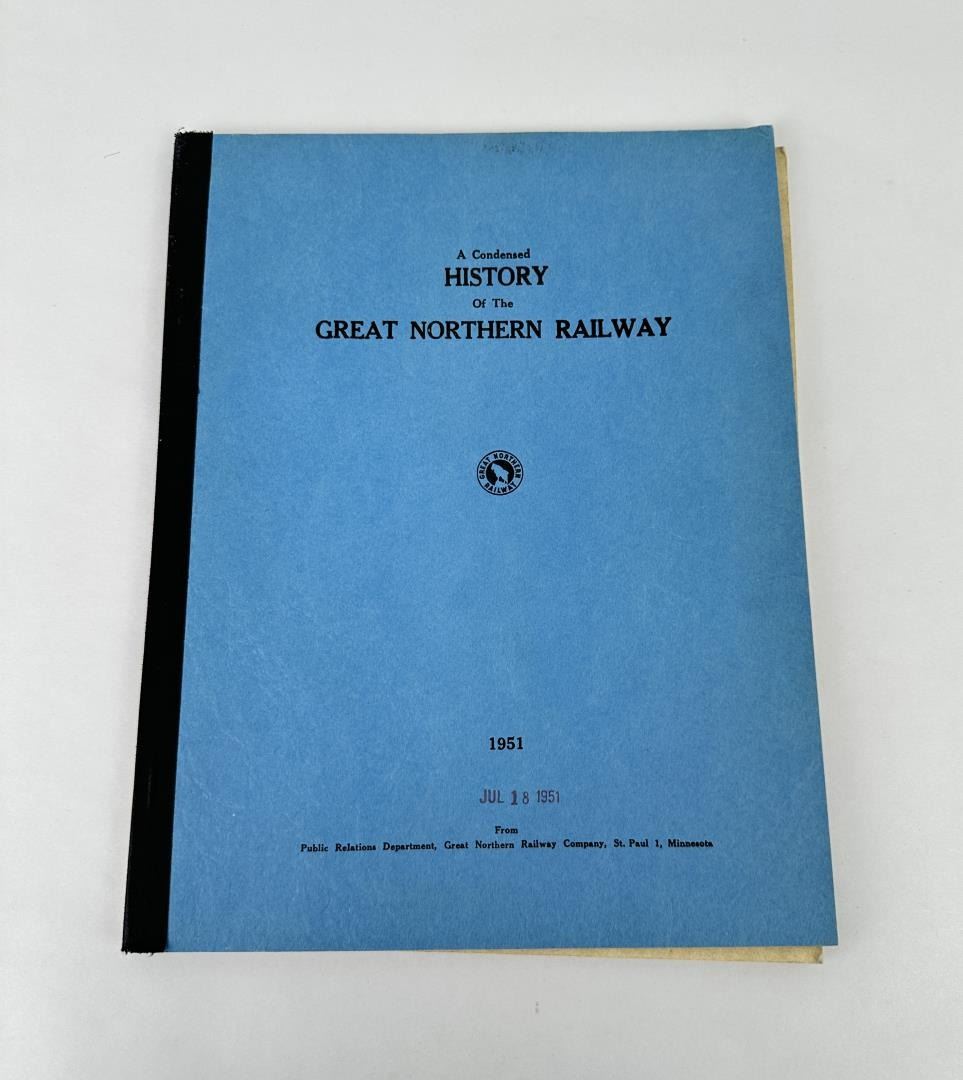 A Condensed
HISTORY
Of The
GREAT NORTHERN RAILWAY
GREAT NORTHERN
RAILWAY
1951
JUL 18 1951
From
Public Relations Department, Great Northern Railway Company, St. Paul 1, Minnesota